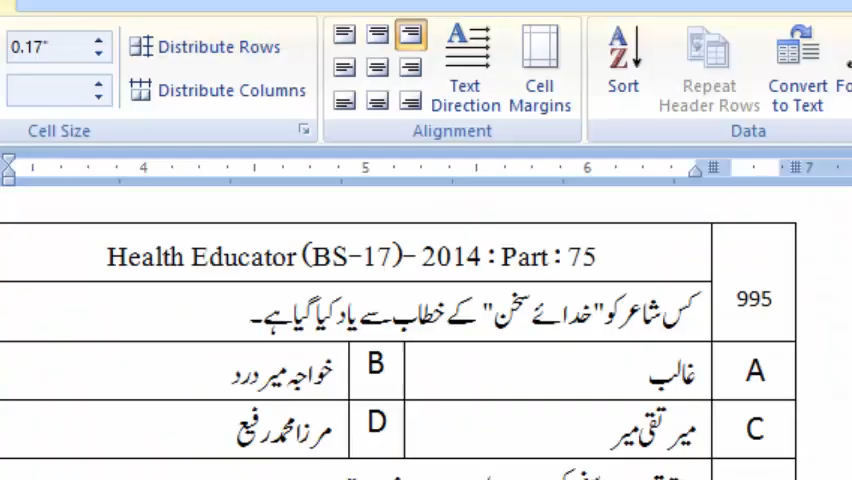 0.17"
Distribute Rows
Distribute Columns
Cell Size
Text Direction
Cell Margins
Alignment
Sort
Repeat Header Rows
Convert to Text
Data
4 5 6 7
Health Educator (BS-17)- 2014 : Part : 75
995
کس شاعر کو "خدائے سخن" کے خطاب سے یاد کیا گیا ہے۔
A
غالب
B
خواجہ میر درد
C
میر تقی میر
D
مرزا محمد رفیع